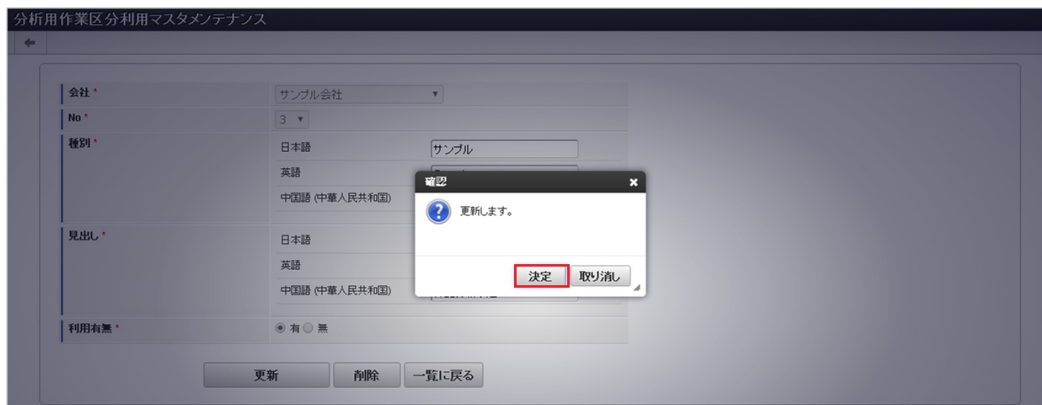 分析用作業区分利用マスタメンテナンス
会社 * サンプル会社
No * 3
種別 * 日本語 サンプル
英語
確認
中国語 (中華人民共和国)
更新します。
見出し * 日本語
英語
決定 取り消し
中国語 (中華人民共和国)
利用有無 * 有 無
更新 削除 一覧に戻る